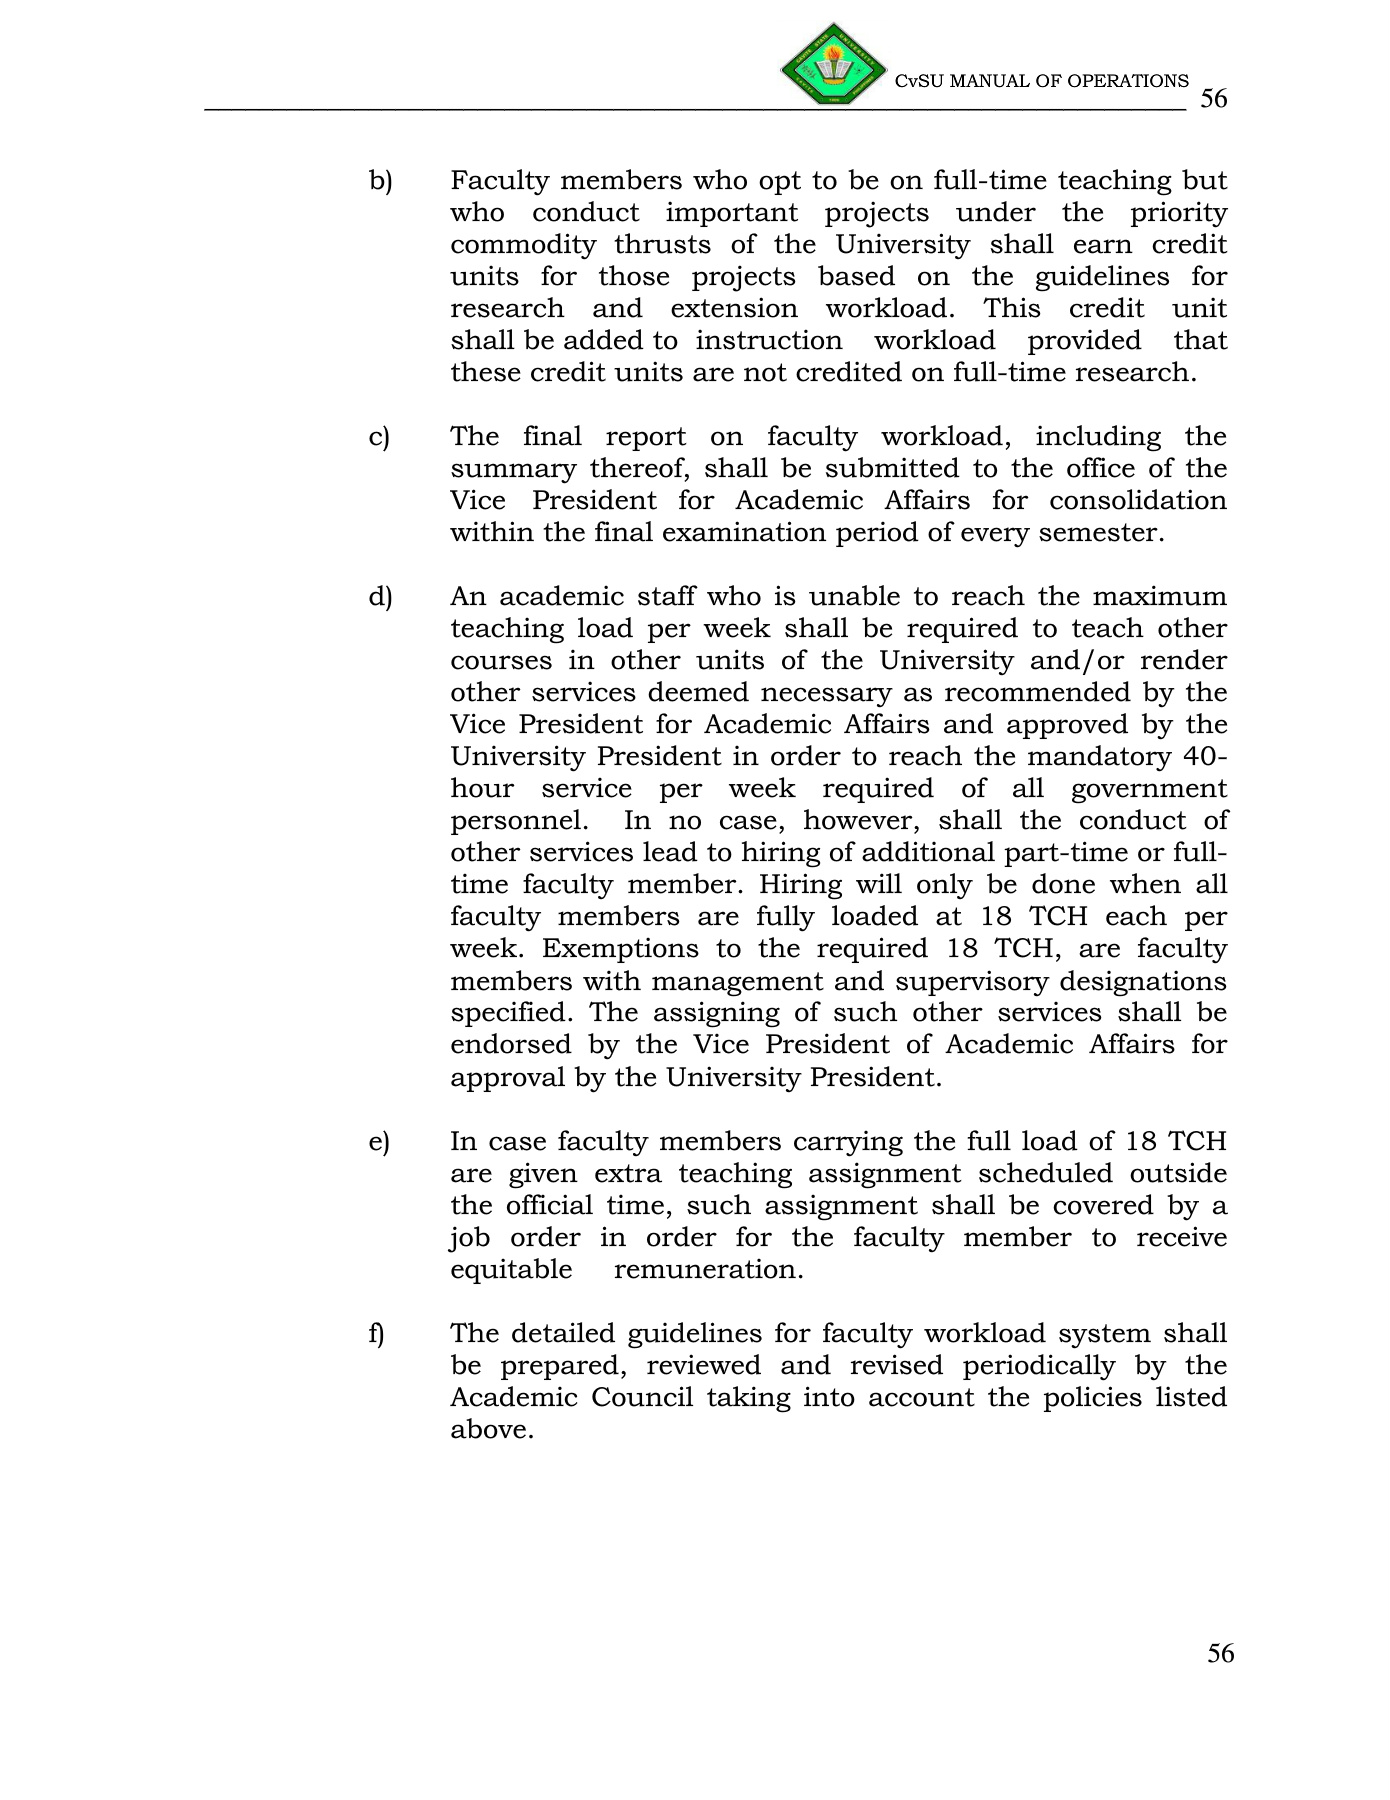 CvSU MANUAL OF OPERATIONS 56
b) Faculty members who opt to be on full-time teaching but
who conduct important projects under the priority
commodity thrusts of the University shall earn credit
units for those projects based on the guidelines for
research and extension workload. This credit unit
shall be added to instruction workload provided that
these credit units are not credited on full-time research.
c) The final report on faculty workload, including the
summary thereof, shall be submitted to the office of the
Vice President for Academic Affairs for consolidation
within the final examination period of every semester.
d) An academic staff who is unable to reach the maximum
teaching load per week shall be required to teach other
courses in other units of the University and/or render
other services deemed necessary as recommended by the
Vice President for Academic Affairs and approved by the
University President in order to reach the mandatory 40-
hour service per week required of all government
personnel. In no case, however, shall the conduct of
other services lead to hiring of additional part-time or full-
time faculty member. Hiring will only be done when all
faculty members are fully loaded at 18 TCH each per
week. Exemptions to the required 18 TCH, are faculty
members with management and supervisory designations
specified. The assigning of such other services shall be
endorsed by the Vice President of Academic Affairs for
approval by the University President.
e) In case faculty members carrying the full load of 18 TCH
are given extra teaching assignment scheduled outside
the official time, such assignment shall be covered by a
job order in order for the faculty member to receive
equitable remuneration.
f) The detailed guidelines for faculty workload system shall
be prepared, reviewed and revised periodically by the
Academic Council taking into account the policies listed
above.
56